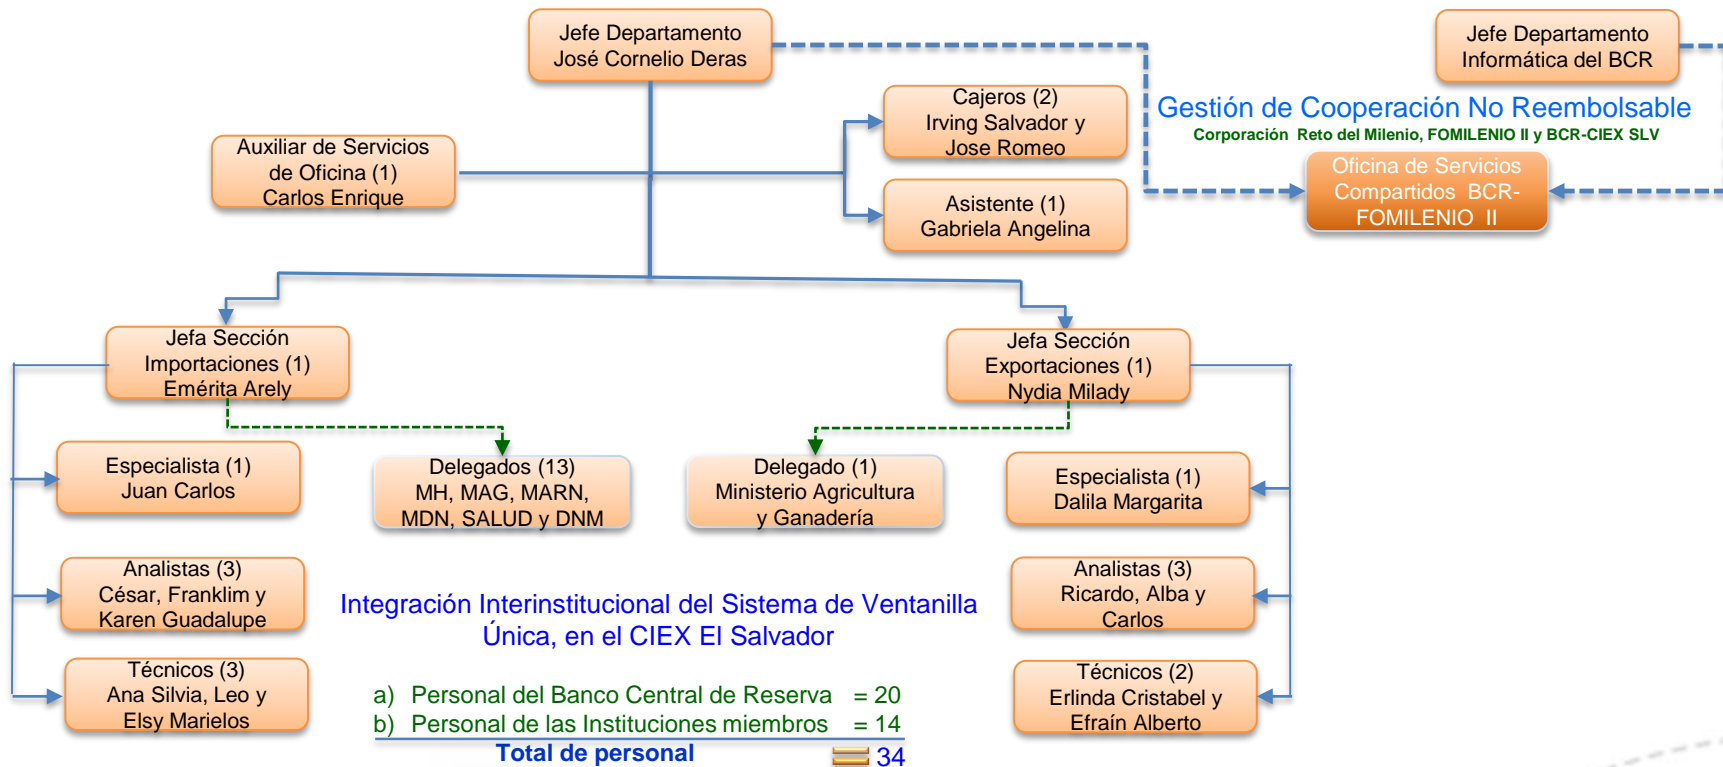 Jefe Departamento
José Cornelio Deras
Jefe Departamento
Informática del BCR
Cajeros (2)
Irving Salvador y
Jose Romeo
Gestión de Cooperación No Reembolsable
Corporación Reto del Milenio, FOMILENIO II y BCR-CIEX SLV
Auxiliar de Servicios
de Oficina (1)
Carlos Enrique
Oficina de Servicios
Compartidos BCR-
FOMILENIO II
Asistente (1)
Gabriela Angelina
Jefa Sección
Importaciones (1)
Emérita Arely
Jefa Sección
Exportaciones (1)
Nydia Milady
Especialista (1)
Juan Carlos
Delegados (13)
MH, MAG, MARN,
MDN, SALUD y DNM
Delegado (1)
Ministerio Agricultura
y Ganadería
Especialista (1)
Dalila Margarita
Analistas (3)
César, Franklim y
Karen Guadalupe
Integración Interinstitucional del Sistema de Ventanilla
Única, en el CIEX El Salvador
Analistas (3)
Ricardo, Alba y
Carlos
Técnicos (3)
Ana Silvia, Leo y
Elsy Marielos
a) Personal del Banco Central de Reserva = 20
b) Personal de las Instituciones miembros = 14
Total de personal = 34
Técnicos (2)
Erlinda Cristabel y
Efraín Alberto